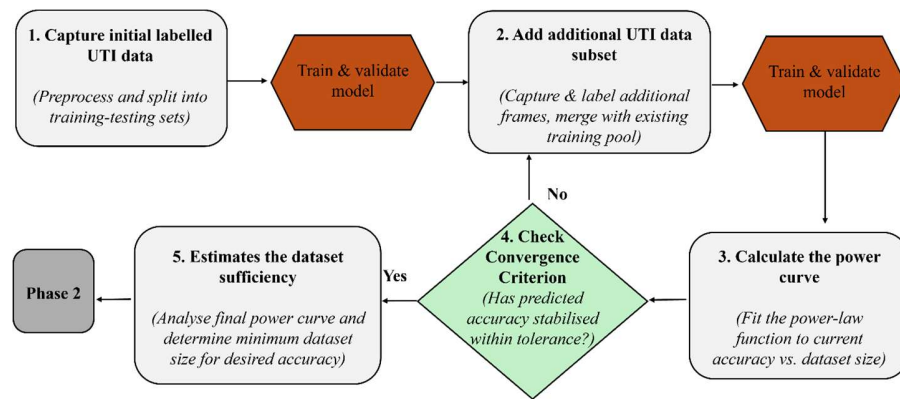 1. Capture initial labelled
UTI data
(Preprocess and split into
training-testing sets)
Train & validate
model
2. Add additional UTI data
subset
(Capture & label additional
frames, merge with existing
training pool)
Train & validate
model
3. Calculate the power
curve
(Fit the power-law
function to current
accuracy vs. dataset size)
No
4. Check
Convergence
Criterion
(Has predicted
accuracy stabilised
within tolerance?)
Yes
5. Estimates the dataset
sufficiency
(Analyse final power curve and
determine minimum dataset
size for desired accuracy)
Phase 2